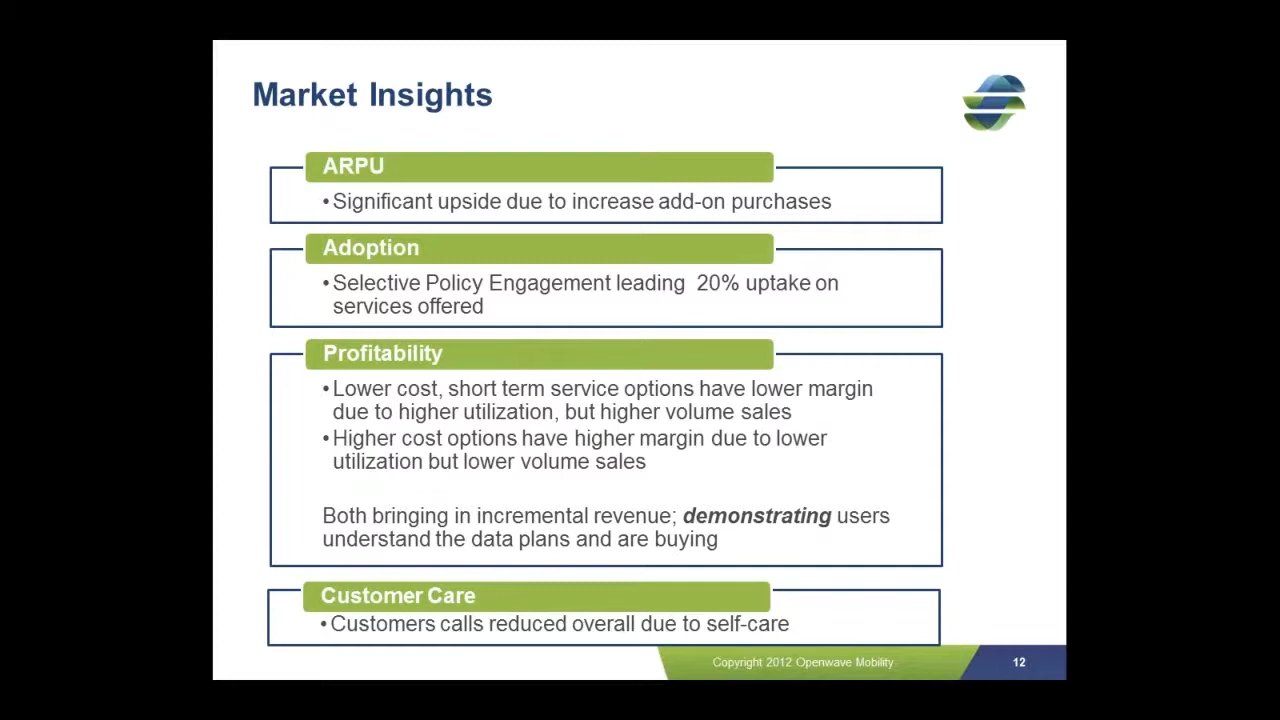 Market Insights
ARPU
•Significant upside due to increase add-on purchases
Adoption
•Selective Policy Engagement leading  20% uptake on
services offered
Profitability
•Lower cost, short term service options have lower margin
due to higher utilization, but higher volume sales
•Higher cost options have higher margin due to lower
utilization but lower volume sales
Both bringing in incremental revenue; demonstrating users
understand the data plans and are buying
Customer Care
•Customers calls reduced overall due to self-care
Copyright 2012 Openwave Mobility
12